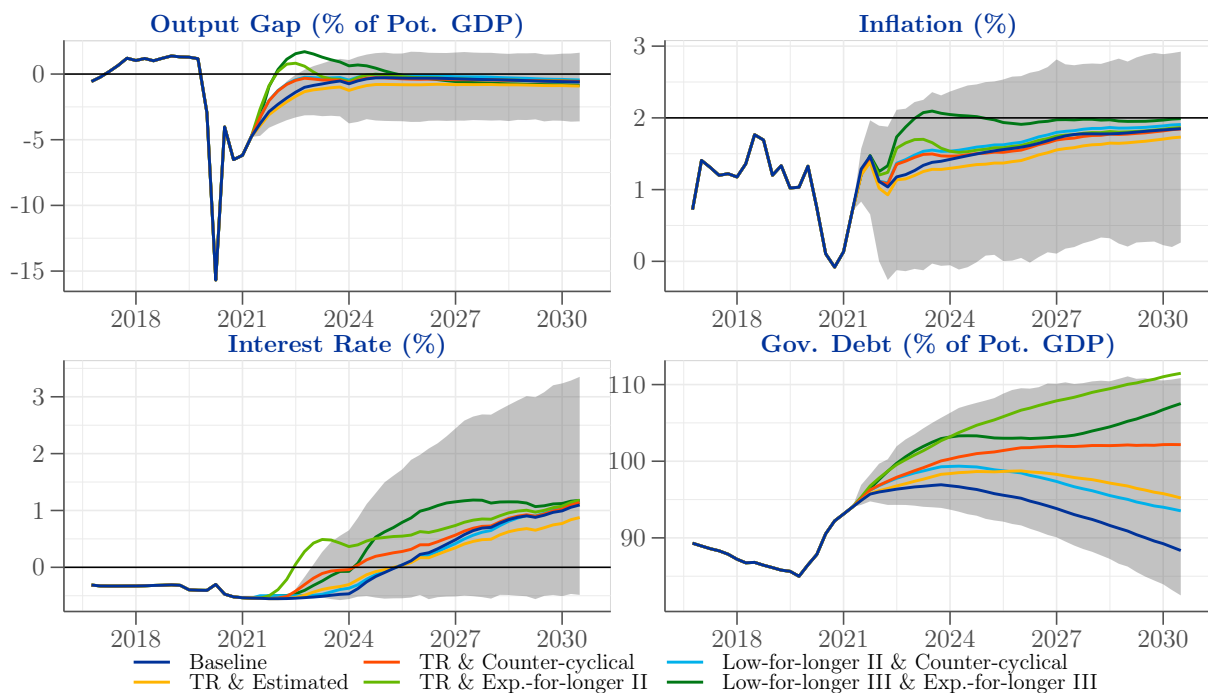 Output Gap (% of Pot. GDP)
0
-5
-10
-15
2018 2021 2024 2027 2030
Inflation (%)
3
2
1
0
2018 2021 2024 2027 2030
Interest Rate (%)
3
2
1
0
2018 2021 2024 2027 2030
Gov. Debt (% of Pot. GDP)
110
100
90
2018 2021 2024 2027 2030
Baseline TR & Counter-cyclical Low-for-longer II & Counter-cyclical
TR & Estimated TR & Exp.-for-longer II Low-for-longer III & Exp.-for-longer III